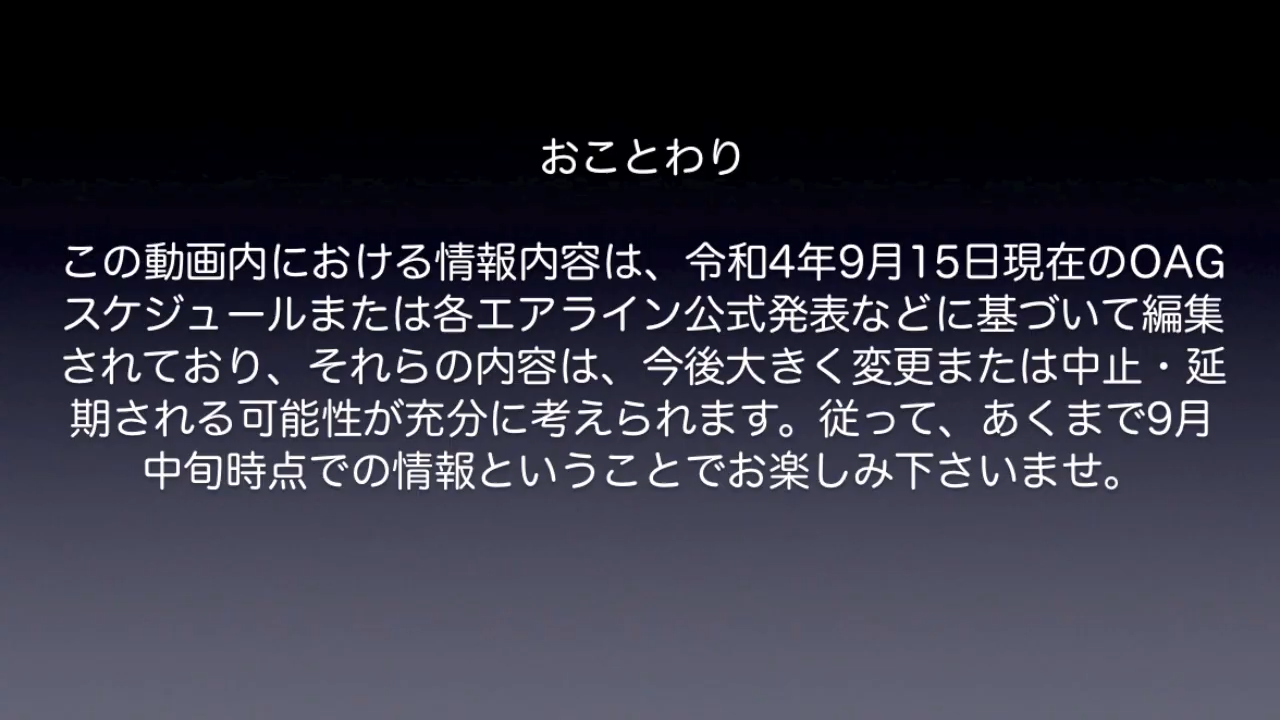 おことわり
この動画内における情報内容は、令和4年9月15日現在のOAG
スケジュールまたは各エアライン公式発表などに基づいて編集
されており、それらの内容は、今後大きく変更または中止・延
期される可能性が充分に考えられます。従って、あくまで9月
中旬時点での情報ということでお楽しみ下さいませ。